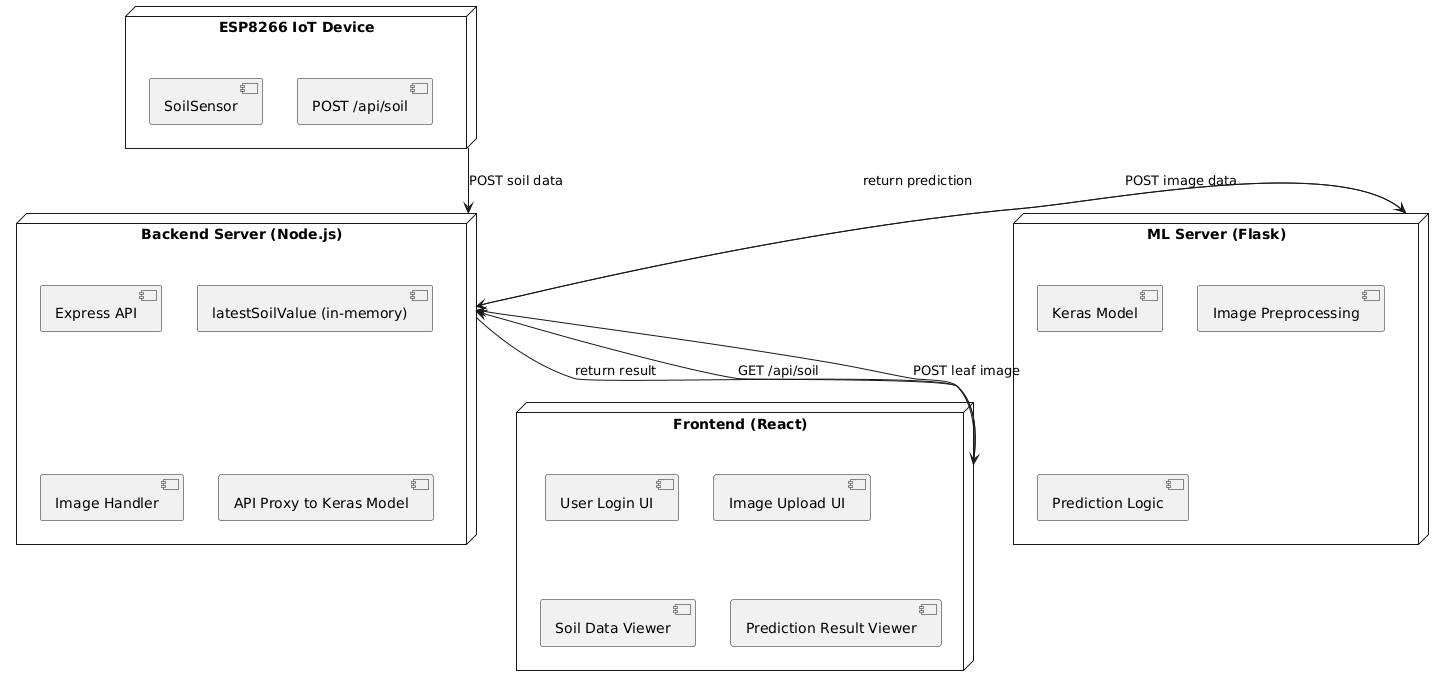 ESP8266 IoT Device
SoilSensor
POST /api/soil
POST soil data
return prediction
POST image data
Backend Server (Node.js)
Express API
latestSoilValue (in-memory)
Image Handler
API Proxy to Keras Model
ML Server (Flask)
Keras Model
Image Preprocessing
Prediction Logic
return result
GET /api/soil
POST leaf image
Frontend (React)
User Login UI
Image Upload UI
Soil Data Viewer
Prediction Result Viewer